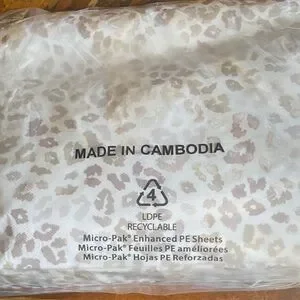 MADE IN CAMBODIA
4
LDPE
RECYCLABLE
Micro-Pak® Enhanced PE Sheets
Micro-Pak® Feuilles PE améliorées
Micro-Pak® Hojas PE Reforzadas